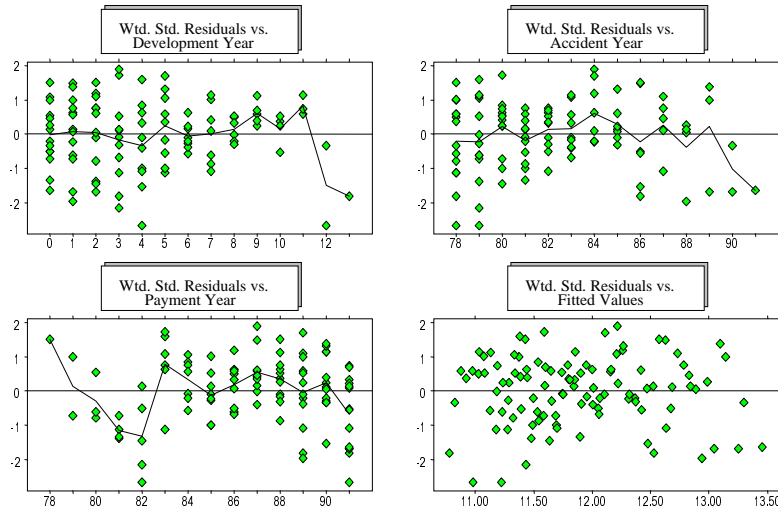 Wtd. Std. Residuals vs.
Development Year
2
1
0
-1
-2
0 1 2 3 4 5 6 7 8 9 10 11 12 13
Wtd. Std. Residuals vs.
Accident Year
2
1
0
-1
-2
78 80 82 84 86 88 90
Wtd. Std. Residuals vs.
Payment Year
2
1
0
-1
-2
78 80 82 84 86 88 90
Wtd. Std. Residuals vs.
Fitted Values
2
1
0
-1
-2
11.00 11.50 12.00 12.50 13.00 13.50